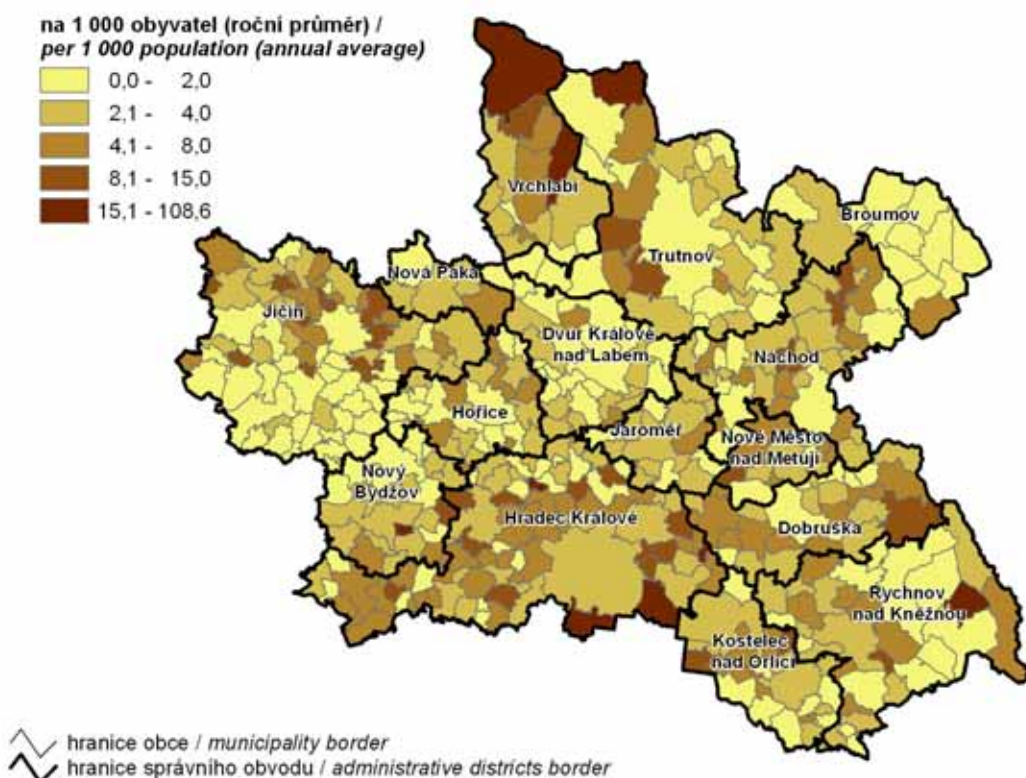 na 1 000 obyvatel (roční průměr) /
per 1 000 population (annual average)
0,0 - 2,0
2,1 - 4,0
4,1 - 8,0
8,1 - 15,0
15,1 - 108,6
Vrchlabí
Broumov
Trutnov
Nová Paka
Jičín
Dvůr Králové
nad Labem
Náchod
Hořice
Jaroměř
Nové Město
nad Metují
Nový
Bydžov
Hradec Králové
Dobruška
Rychnov
nad Kněžnou
Kostelec
nad Orlicí
hranice obce / municipality border
hranice správního obvodu / administrative districts border